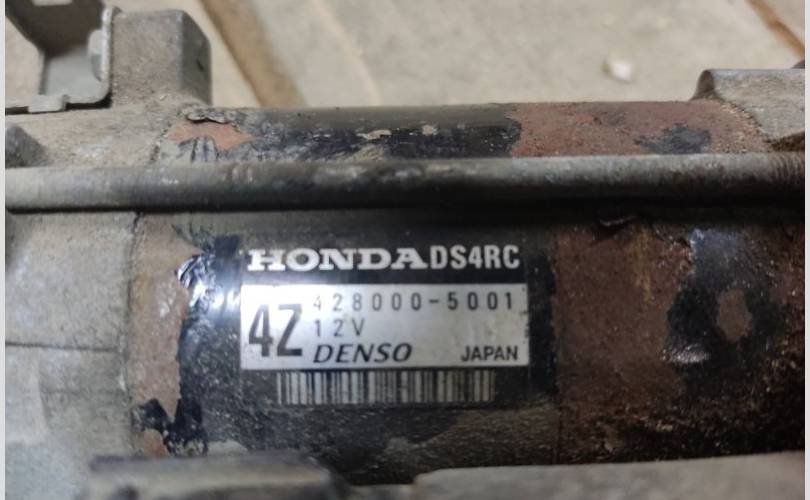 HONDA DS4RC
4Z 428000-5001
12V
DENSO JAPAN